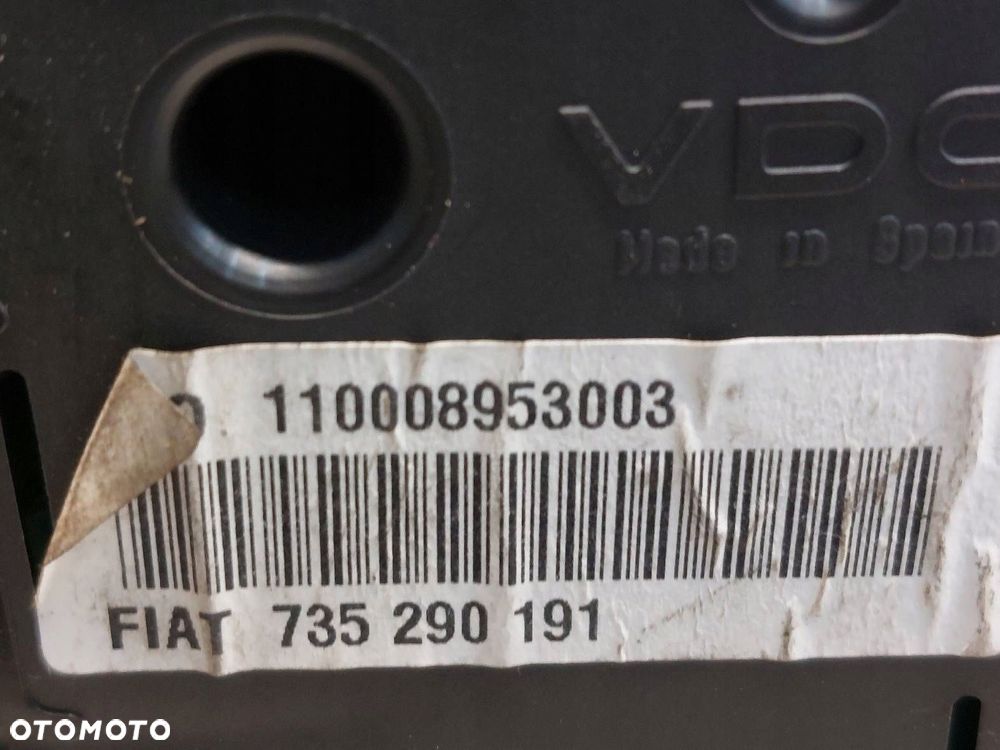 VDO
Made in Spain
O 110008953003
FIAT 735 290 191
OTOMOTO